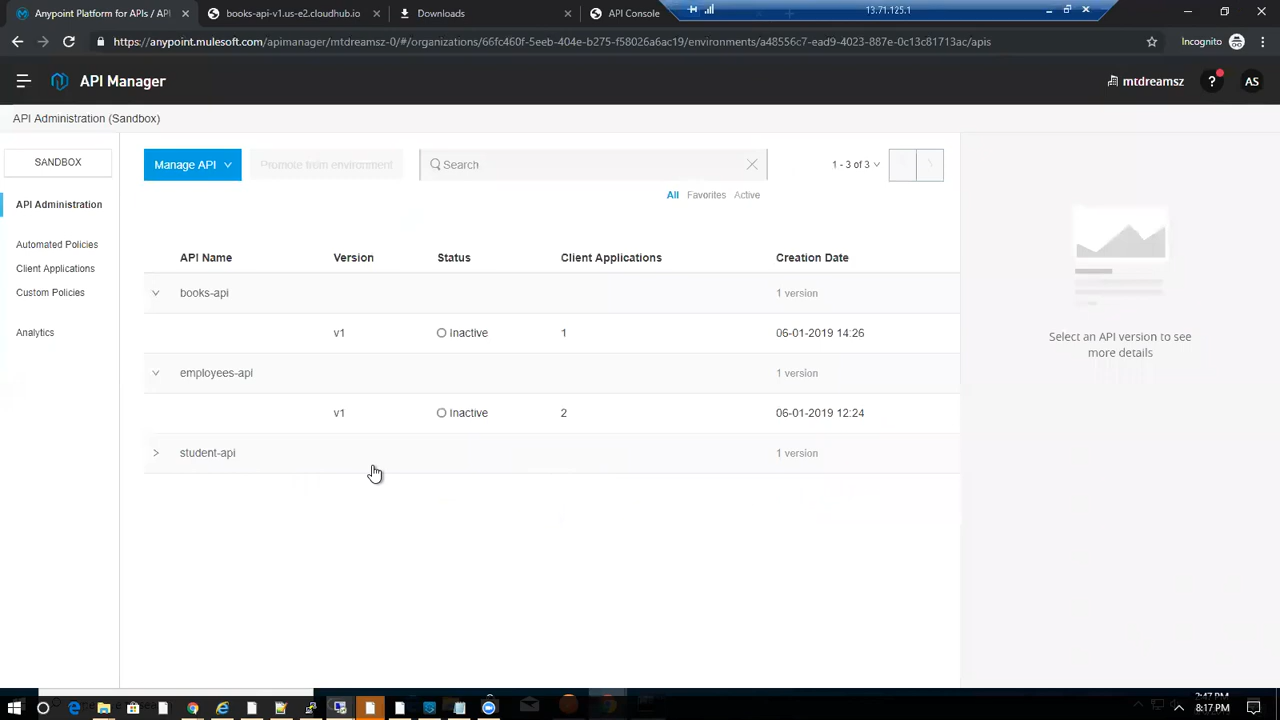 Anypoint Platform for APIs / API
books-api-v1.us-e2.cloudhub.io
Downloads
API Console
13.71.125.1
https://anypoint.mulesoft.com/apimanager/mtdreamsz-0/#/organizations/66fc460f-5eeb-404e-b275-f58026a6ac19/environments/a48556c7-ead9-4023-887e-0c13c81713ac/apis
Incognito
API Manager
mtdreamsz
?
AS
API Administration (Sandbox)
SANDBOX
Manage API
Promote from environment
Search
1 - 3 of 3
All Favorites Active
API Administration
Automated Policies
Client Applications
Custom Policies
Analytics
API Name Version Status Client Applications Creation Date
books-api 1 version
v1 Inactive 1 06-01-2019 14:26
employees-api 1 version
v1 Inactive 2 06-01-2019 12:24
student-api 1 version
Select an API version to see
more details
8:17 PM